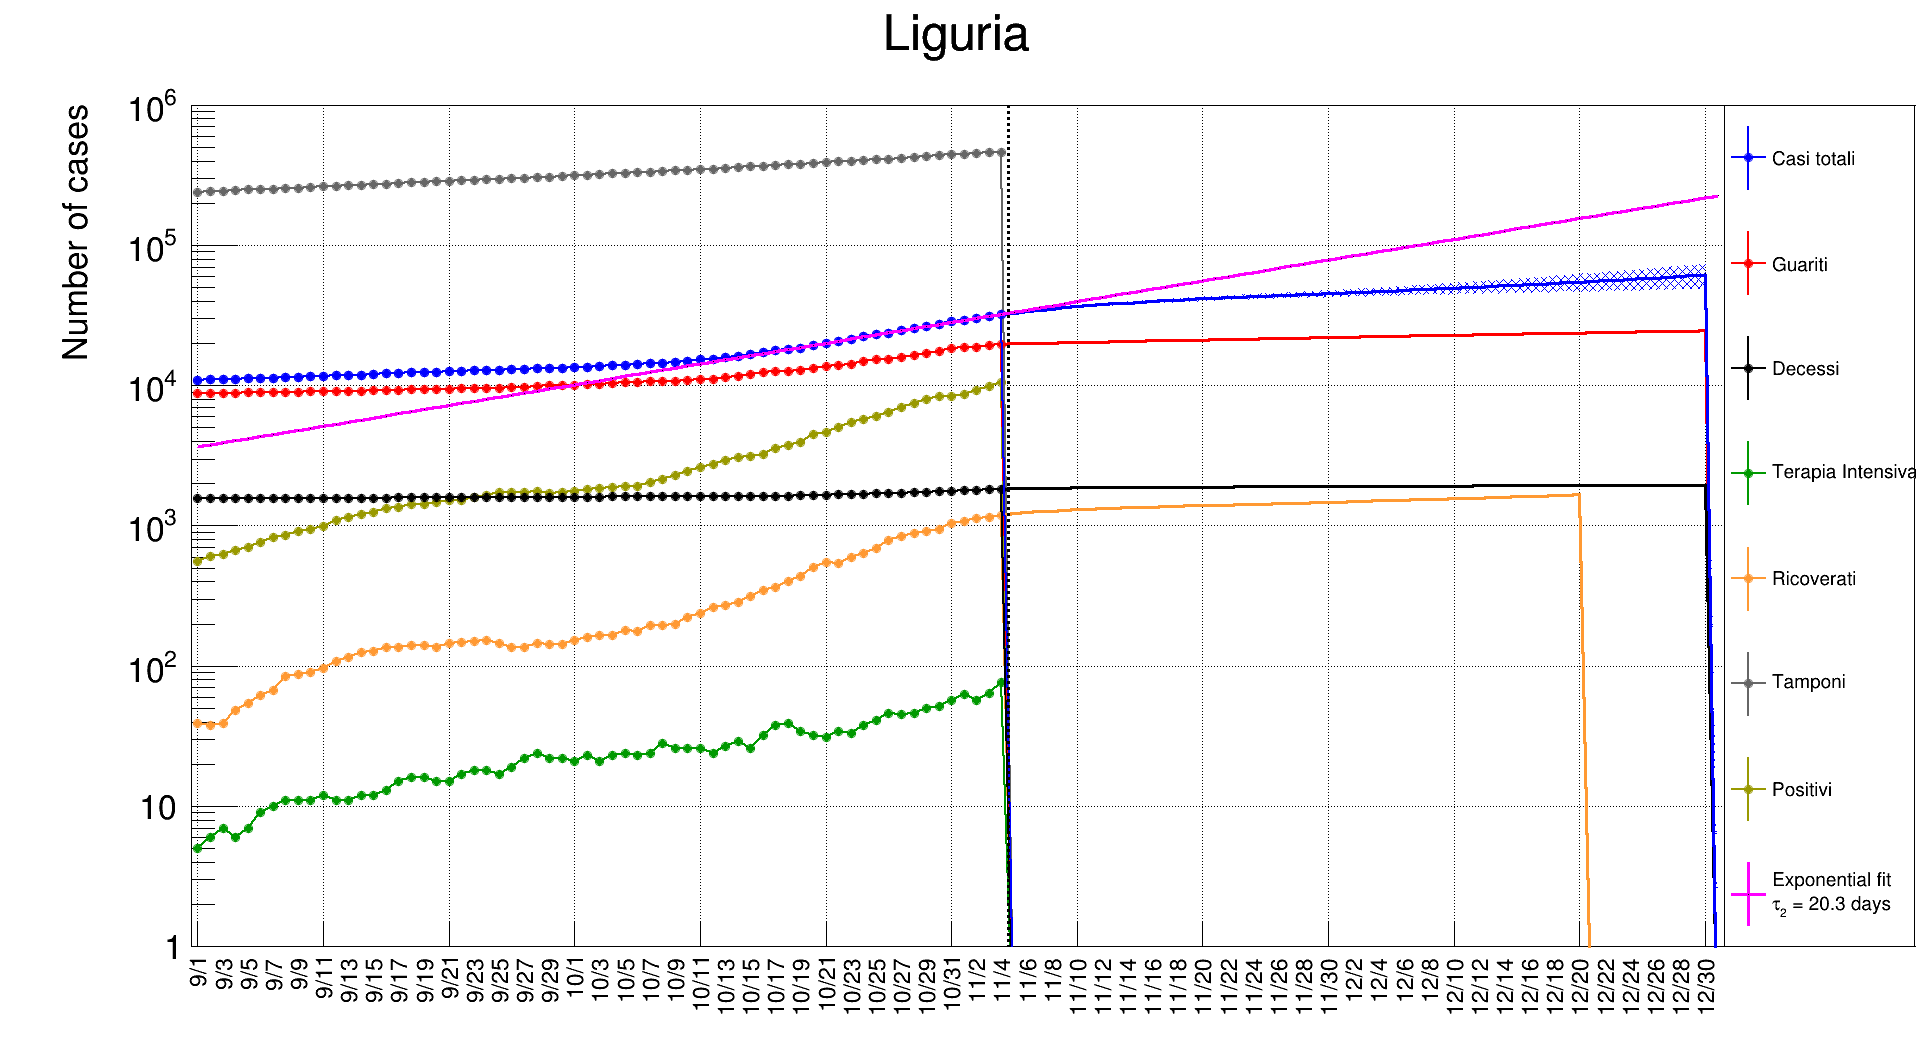 Liguria
Number of cases
10^6
10^5
10^4
10^3
10^2
10
1
9/1 9/3 9/5 9/7 9/9 9/11 9/13 9/15 9/17 9/19 9/21 9/23 9/25 9/27 9/29 10/1 10/3 10/5 10/7 10/9 10/11 10/13 10/15 10/17 10/19 10/21 10/23 10/25 10/27 10/29 10/31 11/2 11/4 11/6 11/8 11/10 11/12 11/14 11/16 11/18 11/20 11/22 11/24 11/26 11/28 11/30 12/2 12/4 12/6 12/8 12/10 12/12 12/14 12/16 12/18 12/20 12/22 12/24 12/26 12/28 12/30
Casi totali
Guariti
Decessi
Terapia Intensiva
Ricoverati
Tamponi
Positivi
Exponential fit
τ₂ = 20.3 days